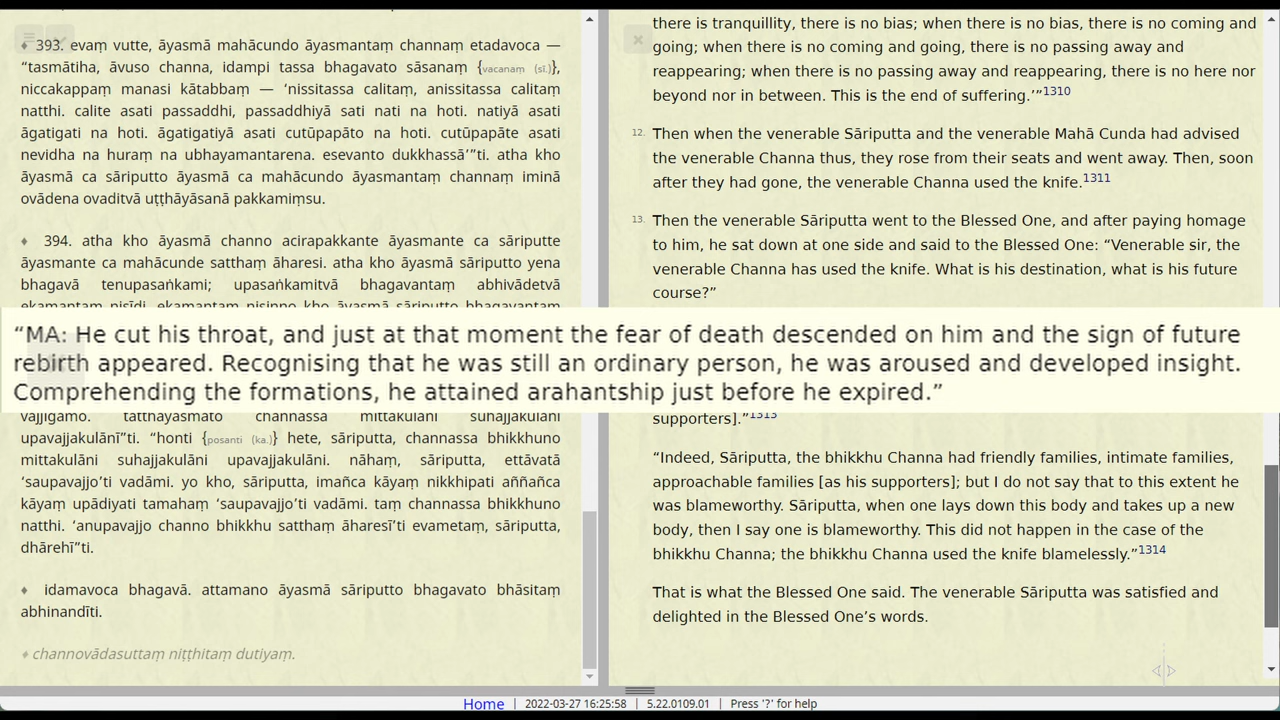 ♦ 393. evaṃ vutte, āyasmā mahācundo āyasmantaṃ channaṃ etadavoca —
“tasmātiha, āvuso channa, idampi tassa bhagavato sāsanaṃ {vacanaṃ (sī.)},
niccakappaṃ manasi kātabbaṃ — ‘nissitassa calitaṃ, anissitassa calitaṃ
natthi. calite asati passaddhi, passaddhiyā sati nati na hoti. natiyā asati
āgatigati na hoti. āgatigatiyā asati cutūpapāto na hoti. cutūpapāte asati
nevidha na huraṃ na ubhayamantarena. esevanto dukkhassā’”ti. atha kho
āyasmā ca sāriputto āyasmā ca mahācundo āyasmantaṃ channaṃ iminā
ovādena ovaditvā uṭṭhāyāsanā pakkamiṃsu.
♦ 394. atha kho āyasmā channo acirapakkante āyasmante ca sāriputte
āyasmante ca mahācunde satthaṃ āharesi. atha kho āyasmā sāriputto yena
bhagavā tenupasaṅkami; upasaṅkamitvā bhagavantaṃ abhivādetvā
ekamantaṃ nisīdi. ekamantaṃ nisinno kho āyasmā sāriputto bhagavantaṃ
there is tranquillity, there is no bias; when there is no bias, there is no coming and
going; when there is no coming and going, there is no passing away and
reappearing; when there is no passing away and reappearing, there is no here nor
beyond nor in between. This is the end of suffering.’”1310
12. Then when the venerable Sāriputta and the venerable Mahā Cunda had advised
the venerable Channa thus, they rose from their seats and went away. Then, soon
after they had gone, the venerable Channa used the knife.1311
13. Then the venerable Sāriputta went to the Blessed One, and after paying homage
to him, he sat down at one side and said to the Blessed One: “Venerable sir, the
venerable Channa has used the knife. What is his destination, what is his future
course?”
“MA: He cut his throat, and just at that moment the fear of death descended on him and the sign of future
rebirth appeared. Recognising that he was still an ordinary person, he was aroused and developed insight.
Comprehending the formations, he attained arahantship just before he expired.”
vajjigāmo. tatthāyasmato channassa mittakulāni suhajjakulāni
upavajjakulānī”ti. “honti {posanti (ka.)} hete, sāriputta, channassa bhikkhuno
mittakulāni suhajjakulāni upavajjakulāni. nāhaṃ, sāriputta, ettāvatā
‘saupavajjo’ti vadāmi. yo kho, sāriputta, imañca kāyaṃ nikkhipati aññañca
kāyaṃ upādiyati tamahaṃ ‘saupavajjo’ti vadāmi. taṃ channassa bhikkhuno
natthi. ‘anupavajjo channo bhikkhu satthaṃ āharesī’ti evametaṃ, sāriputta,
dhārehī”ti.
♦ idamavoca bhagavā. attamano āyasmā sāriputto bhagavato bhāsitaṃ
abhinandīti.
♦ channovādasuttaṃ niṭṭhitaṃ dutiyaṃ.
supporters].”1313
“Indeed, Sāriputta, the bhikkhu Channa had friendly families, intimate families,
approachable families [as his supporters]; but I do not say that to this extent he
was blameworthy. Sāriputta, when one lays down this body and takes up a new
body, then I say one is blameworthy. This did not happen in the case of the
bhikkhu Channa; the bhikkhu Channa used the knife blamelessly.”1314
That is what the Blessed One said. The venerable Sāriputta was satisfied and
delighted in the Blessed One’s words.
Home | 2022-03-27 16:25:58 | 5.22.0109.01 | Press '?' for help